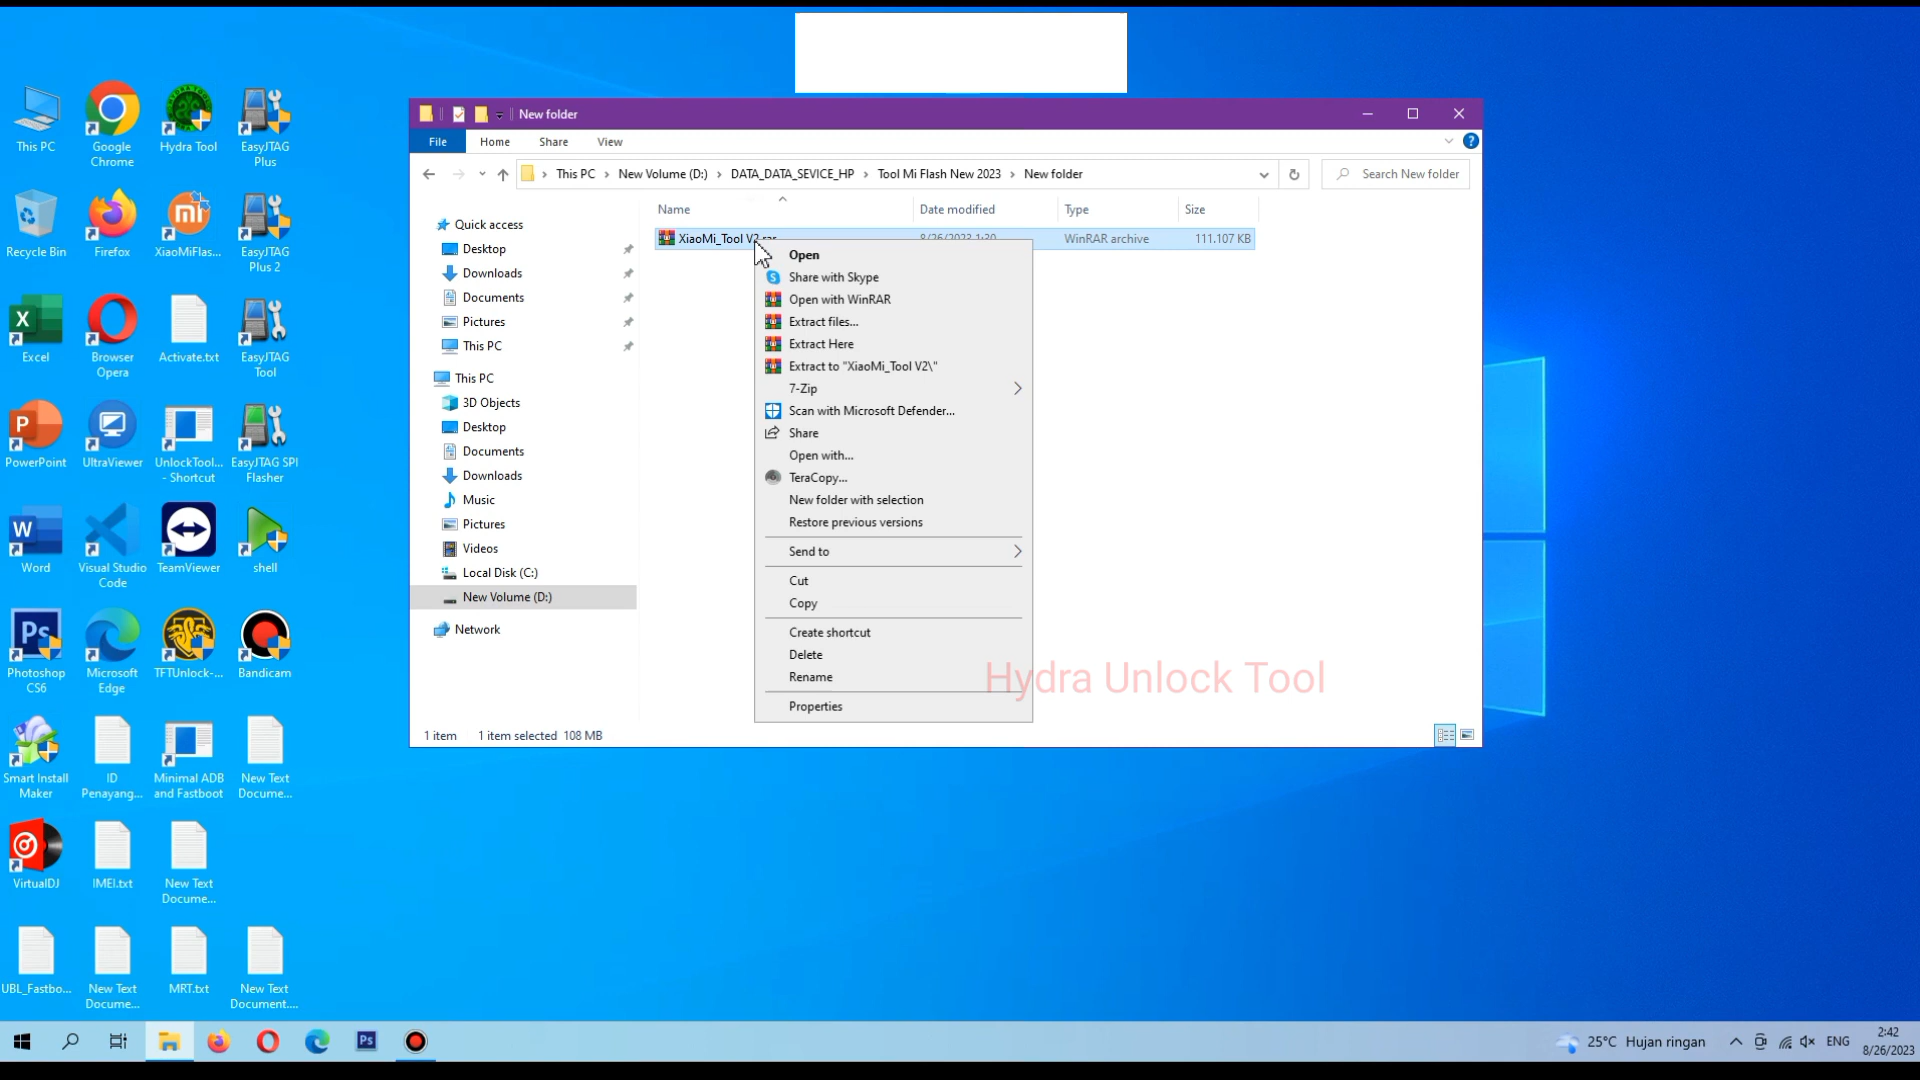 New folder
File
Home
Share
View
This PC
New Volume (D:)
DATA_DATA_SEVICE_HP
Tool Mi Flash New 2023
New folder
Search New folder
Name
Date modified
Type
Size
XiaoMi_Tool V2.rar
8/26/2023 1:30
WinRAR archive
111.107 KB
Quick access
Desktop
Downloads
Documents
Pictures
This PC
This PC
3D Objects
Desktop
Documents
Downloads
Music
Pictures
Videos
Local Disk (C:)
New Volume (D:)
Network
Open
Share with Skype
Open with WinRAR
Extract files...
Extract Here
Extract to "XiaoMi_Tool V2\"
7-Zip
Scan with Microsoft Defender...
Share
Open with...
TeraCopy...
New folder with selection
Restore previous versions
Send to
Cut
Copy
Create shortcut
Delete
Rename
Properties
Hydra Unlock Tool
1 item
1 item selected 108 MB
This PC
Google
Chrome
Hydra Tool
EasyJTAG
Plus
Recycle Bin
Firefox
XiaoMiFlas...
EasyJTAG
Plus 2
Excel
Browser
Opera
Activate.txt
EasyJTAG
Tool
PowerPoint
UltraViewer
UnlockTool...
- Shortcut
EasyJTAG SPI
Flasher
Word
Visual Studio
Code
TeamViewer
shell
Photoshop
CS6
Microsoft
Edge
TFTUnlock-...
Bandicam
Smart Install
Maker
ID
Penayang...
Minimal ADB
and Fastboot
New Text
Docume...
VirtualDJ
IMEI.txt
New Text
Docume...
UBL_Fastbo...
New Text
Docume...
MRT.txt
New Text
Document....
25°C Hujan ringan
ENG
2:42
8/26/2023